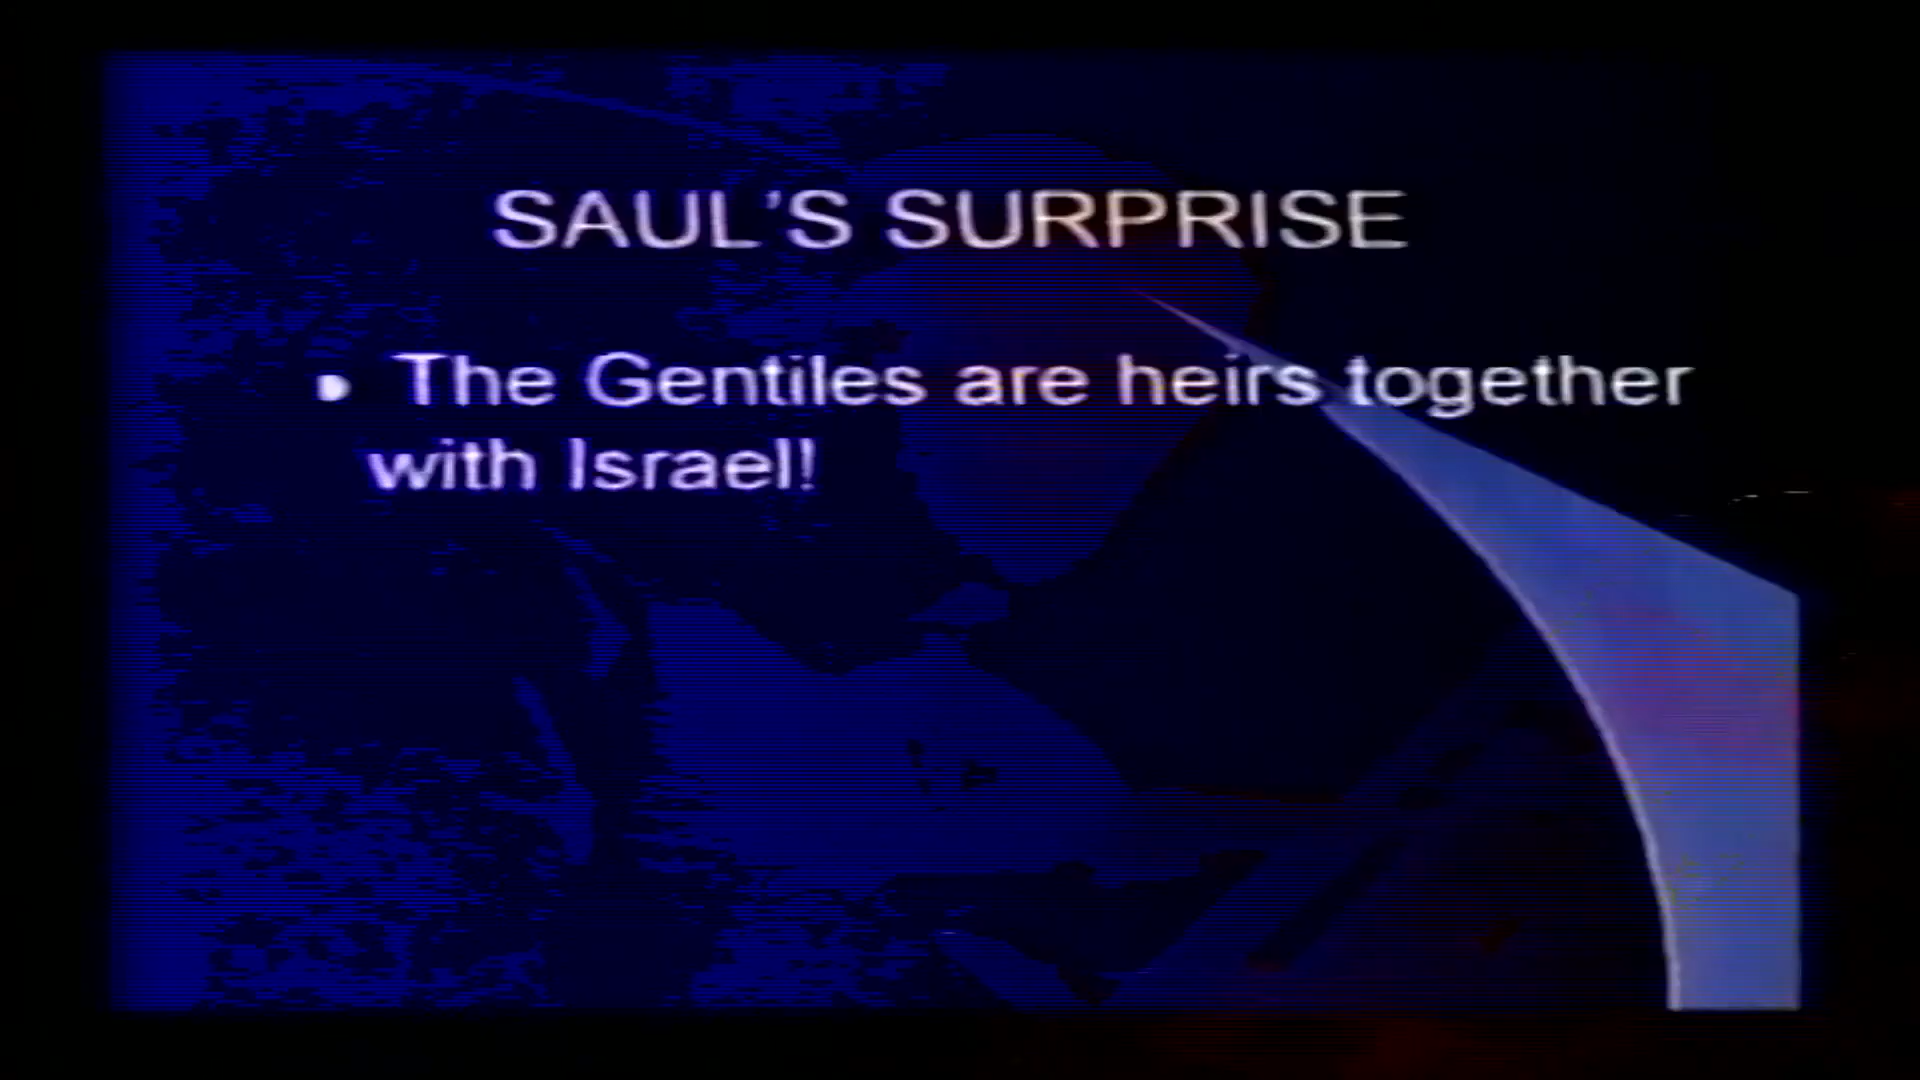 SAUL'S SURPRISE
• The Gentiles are heirs together
with Israel!